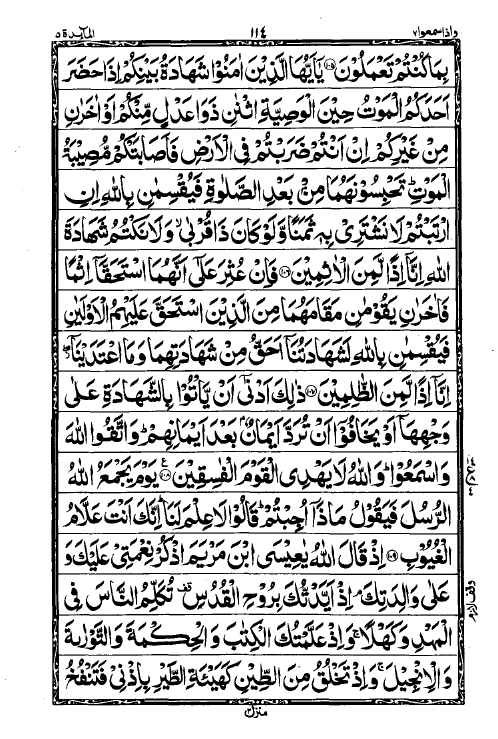 واذاسمعوا٧ ١١٤ المآئدة ٥
بِمَا كُنْتُمْ تَعْمَلُوْنَ ۝١٠٥ يٰٓاَيُّهَا الَّذِيْنَ اٰمَنُوْا شَهَادَةُ بَيْنِكُمْ اِذَا حَضَرَ
اَحَدَكُمُ الْمَوْتُ حِيْنَ الْوَصِيَّةِ اثْنٰنِ ذَوَا عَدْلٍ مِّنْكُمْ اَوْ اٰخَرٰنِ
مِنْ غَيْرِكُمْ اِنْ اَنْتُمْ ضَرَبْتُمْ فِى الْاَرْضِ فَاَصَابَتْكُمْ مُّصِيْبَةُ
الْمَوْتِ ؕ تَحْبِسُوْنَهُمَا مِنْۢ بَعْدِ الصَّلٰوةِ فَيُقْسِمٰنِ بِاللّٰهِ اِنِ
ارْتَبْتُمْ لَا نَشْتَرِىْ بِهٖ ثَمَنًا وَّلَوْ كَانَ ذَا قُرْبٰى ۙ وَلَا نَكْتُمُ شَهَادَةَ
اللّٰهِ اِنَّآ اِذًا لَّمِنَ الْاٰثِمِيْنَ ۝١٠٦ فَاِنْ عُثِرَ عَلٰٓى اَنَّهُمَا اسْتَحَقَّآ اِثْمًا
فَاٰخَرٰنِ يَقُوْمٰنِ مَقَامَهُمَا مِنَ الَّذِيْنَ اسْتَحَقَّ عَلَيْهِمُ الْاَوْلَيٰنِ
فَيُقْسِمٰنِ بِاللّٰهِ لَشَهَادَتُنَآ اَحَقُّ مِنْ شَهَادَتِهِمَا وَمَا اعْتَدَيْنَآ ۖ
اِنَّآ اِذًا لَّمِنَ الظّٰلِمِيْنَ ۝١٠٧ ذٰلِكَ اَدْنٰٓى اَنْ يَّاْتُوْا بِالشَّهَادَةِ عَلٰى
وَجْهِهَآ اَوْ يَخَافُوْٓا اَنْ تُرَدَّ اَيْمَانٌۢ بَعْدَ اَيْمَانِهِمْ ؕ وَاتَّقُوا اللّٰهَ
وَاسْمَعُوْا ؕ وَاللّٰهُ لَا يَهْدِى الْقَوْمَ الْفٰسِقِيْنَ ۝١٠٨ يَوْمَ يَجْمَعُ اللّٰهُ
الرُّسُلَ فَيَقُوْلُ مَاذَآ اُجِبْتُمْ ؕ قَالُوْا لَا عِلْمَ لَنَا ؕ اِنَّكَ اَنْتَ عَلَّامُ
الْغُيُوْبِ ۝١٠٩ اِذْ قَالَ اللّٰهُ يٰعِيْسَى ابْنَ مَرْيَمَ اذْكُرْ نِعْمَتِىْ عَلَيْكَ وَ
عَلٰى وَالِدَتِكَ ۘ اِذْ اَيَّدْتُّكَ بِرُوْحِ الْقُدُسِ ۫ تُكَلِّمُ النَّاسَ فِى
الْمَهْدِ وَكَهْلًا ۚ وَاِذْ عَلَّمْتُكَ الْكِتٰبَ وَالْحِكْمَةَ وَالتَّوْرٰىةَ
وَالْاِنْجِيْلَ ۚ وَاِذْ تَخْلُقُ مِنَ الطِّيْنِ كَهَيْئَةِ الطَّيْرِ بِاِذْنِىْ فَتَنْفُخُ
وقف لازم
منزل ٢